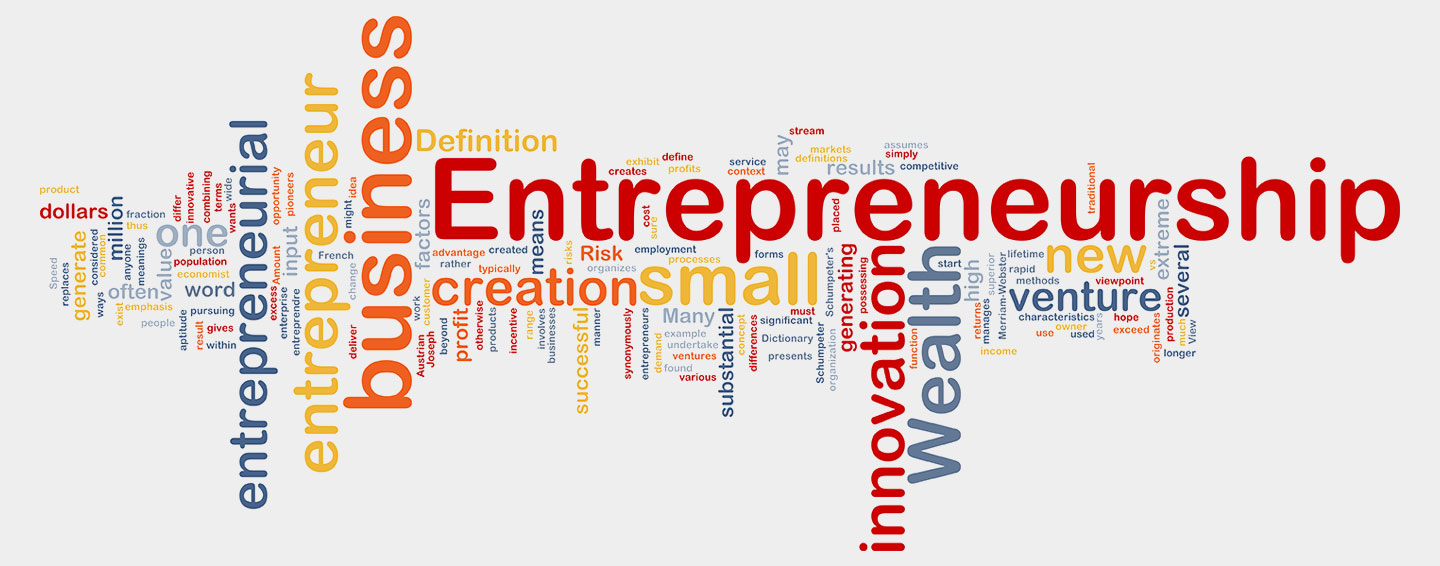 product
dollars
Speed
replaces
generate
considered
ways
common
exist
million
anyone
fraction
thus
meanings
often
emphasis
people
value
one
person
population
economist
word
pursuing
aptitude
result
gives
within
differ
innovative
combining
terms
wide
wants
entrepreneurial
opportunity
pioneers
Amount
excess
enterprise
input
entreprendre
entrepreneur
French
might
idea
change
deliver
business
Definition
factors
work
customer
Austrian
Joseph
Entrepreneurship
advantage
created
rather
typically
means
creation
beyond
profit
otherwise
products
incentive
range
involves
businesses
risks
Risk
organizes
successful
manner
exhibit
define
creates
profits
cost
sure
employment
processes
small
synonymously
entrepreneurs
demand
Many
example
undertake
ventures
found
various
substantial
service
context
concept
differences
forms
significant
Dictionary
presents
must
may
stream
markets
definitions
assumes
simply
results
competitive
placed
Schumpeter's
Schumpeter
organization
generating
possessing
innovation
function
Wealth
start
high
returns
manages
superior
Merriam-Webster
income
lifetime
rapid
methods
new
venture
viewpoint
characteristics
hope
owner
uso
used
years
exceed
traditional
vs
extreme
originates
production
much
several
View
longer